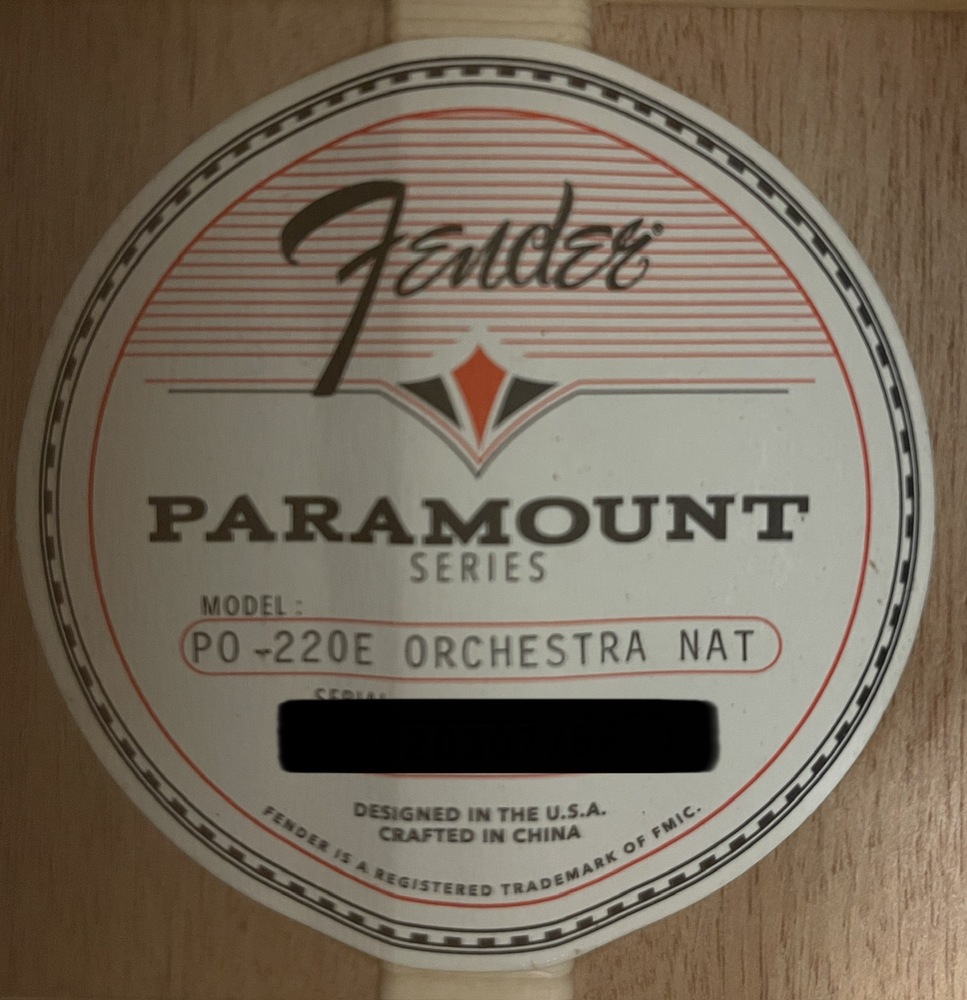 Fender®
PARAMOUNT
SERIES
MODEL:
PO-220E ORCHESTRA NAT
DESIGNED IN THE U.S.A.
CRAFTED IN CHINA
FENDER IS A REGISTERED TRADEMARK OF FMIC.